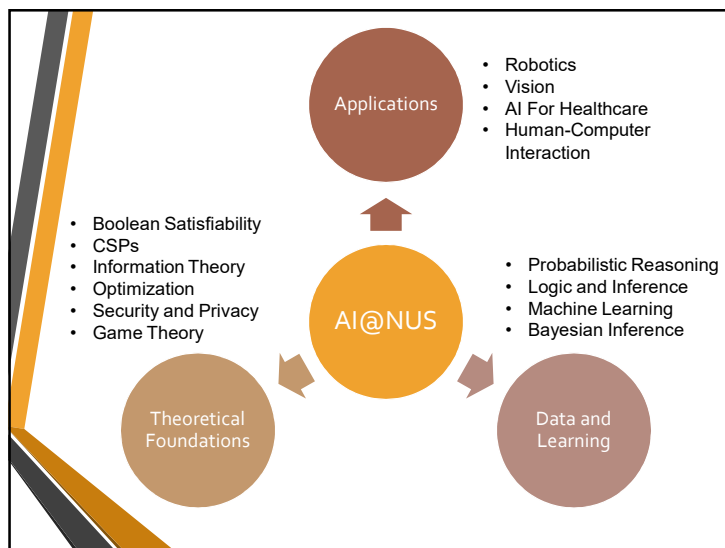 Applications
• Robotics
• Vision
• AI For Healthcare
• Human-Computer
Interaction
• Boolean Satisfiability
• CSPs
• Information Theory
• Optimization
• Security and Privacy
• Game Theory
AI@NUS
• Probabilistic Reasoning
• Logic and Inference
• Machine Learning
• Bayesian Inference
Theoretical
Foundations
Data and
Learning